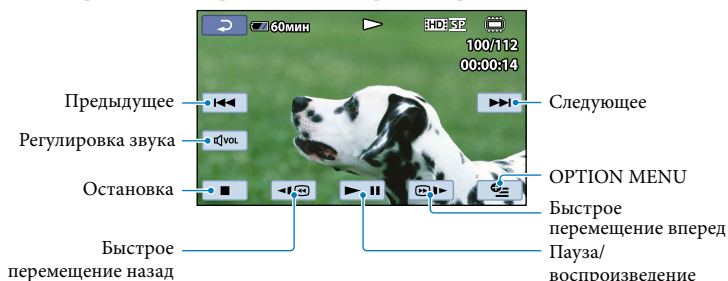 60мин HD SP
100/112
00:00:14
Предыдущее
Следующее
Регулировка звука
VOL
Остановка
OPTION MENU
Быстрое
перемещение вперед
Быстрое
перемещение назад
Пауза/
воспроизведение